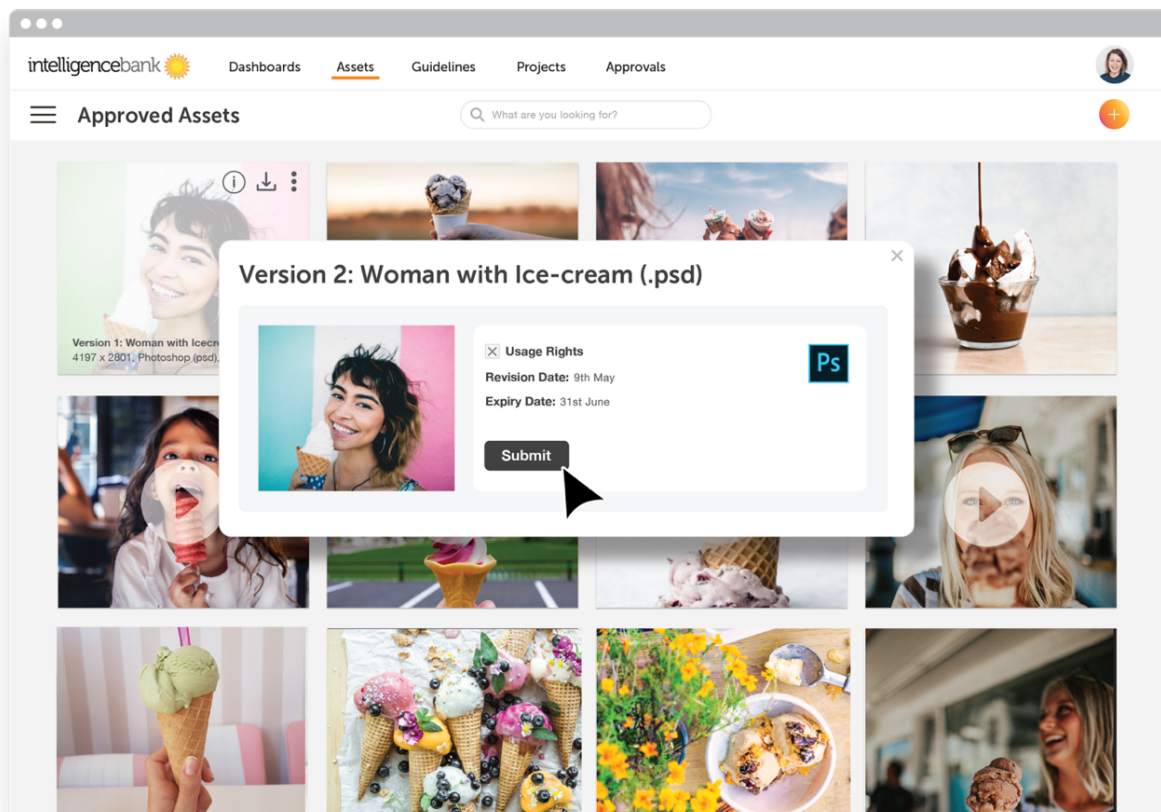 intelligencebank
Dashboards
Assets
Guidelines
Projects
Approvals
Approved Assets
What are you looking for?
Version 1: Woman with Icecr
4197 x 2801, Photoshop (psd),
Version 2: Woman with Ice-cream (.psd)
Usage Rights
Revision Date: 9th May
Expiry Date: 31st June
Ps
Submit